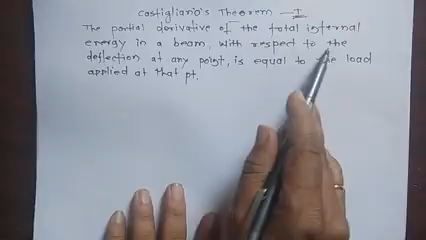 Castigliano's Theorem - I
The partial derivative of the total internal
energy in a beam, with respect to the
deflection at any point, is equal to the load
applied at that pt.